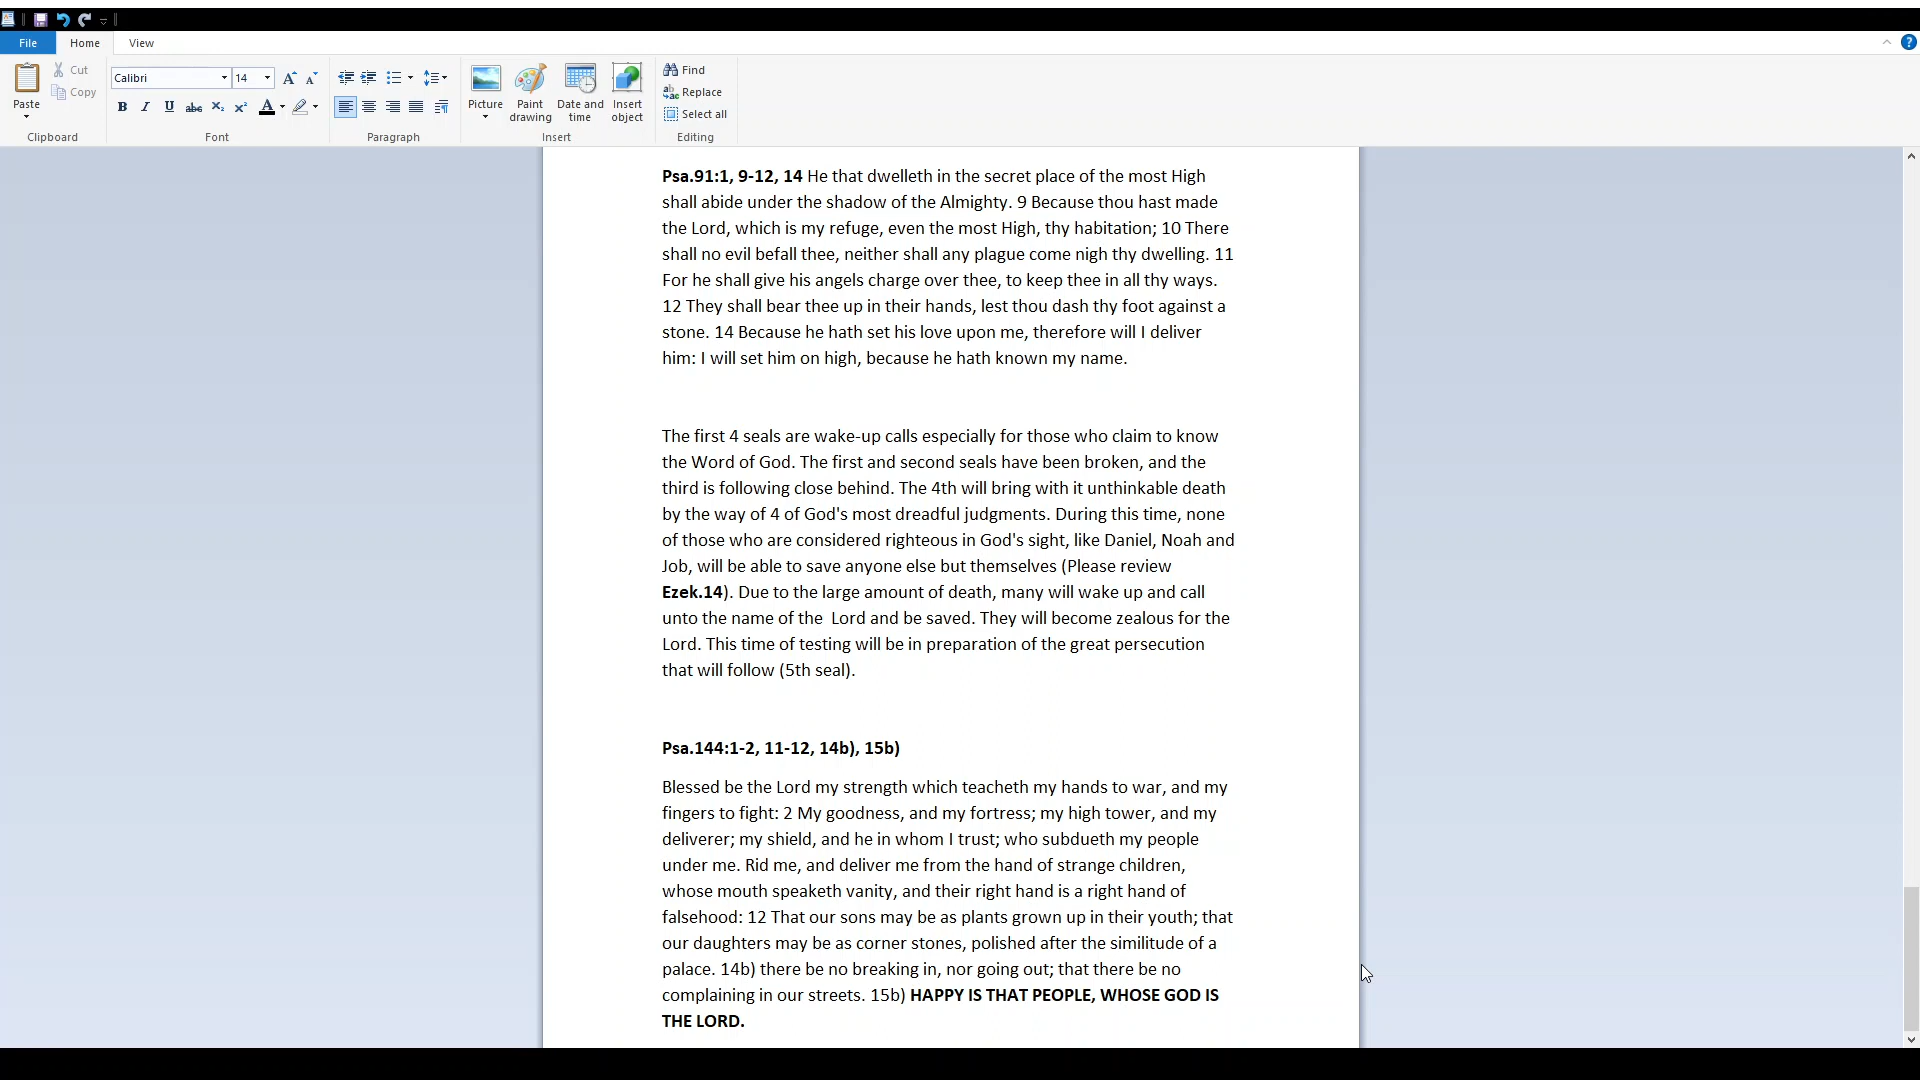 File Home View
Calibri 14
Paste Cut Copy
Clipboard
B I U abc X₂ X² A
Font
Paragraph
Picture Paint drawing Date and time Insert object
Insert
Find
Replace
Select all
Editing
Psa.91:1, 9-12, 14 He that dwelleth in the secret place of the most High
shall abide under the shadow of the Almighty. 9 Because thou hast made
the Lord, which is my refuge, even the most High, thy habitation; 10 There
shall no evil befall thee, neither shall any plague come nigh thy dwelling. 11
For he shall give his angels charge over thee, to keep thee in all thy ways.
12 They shall bear thee up in their hands, lest thou dash thy foot against a
stone. 14 Because he hath set his love upon me, therefore will I deliver
him: I will set him on high, because he hath known my name.
The first 4 seals are wake-up calls especially for those who claim to know
the Word of God. The first and second seals have been broken, and the
third is following close behind. The 4th will bring with it unthinkable death
by the way of 4 of God's most dreadful judgments. During this time, none
of those who are considered righteous in God's sight, like Daniel, Noah and
Job, will be able to save anyone else but themselves (Please review
Ezek.14). Due to the large amount of death, many will wake up and call
unto the name of the  Lord and be saved. They will become zealous for the
Lord. This time of testing will be in preparation of the great persecution
that will follow (5th seal).
Psa.144:1-2, 11-12, 14b), 15b)
Blessed be the Lord my strength which teacheth my hands to war, and my
fingers to fight: 2 My goodness, and my fortress; my high tower, and my
deliverer; my shield, and he in whom I trust; who subdueth my people
under me. Rid me, and deliver me from the hand of strange children,
whose mouth speaketh vanity, and their right hand is a right hand of
falsehood: 12 That our sons may be as plants grown up in their youth; that
our daughters may be as corner stones, polished after the similitude of a
palace. 14b) there be no breaking in, nor going out; that there be no
complaining in our streets. 15b) HAPPY IS THAT PEOPLE, WHOSE GOD IS
THE LORD.